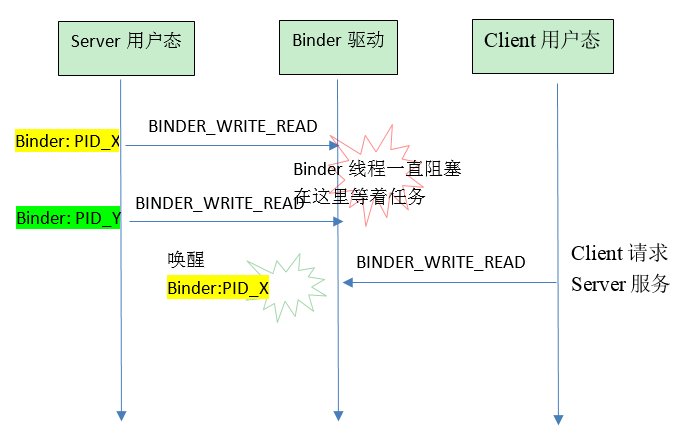 Server 用户态
Binder 驱动
Client 用户态
BINDER_WRITE_READ
Binder: PID_X
Binder 线程一直阻塞
在这里等着任务
BINDER_WRITE_READ
Binder: PID_Y
唤醒
Binder:PID_X
BINDER_WRITE_READ
Client 请求
Server 服务